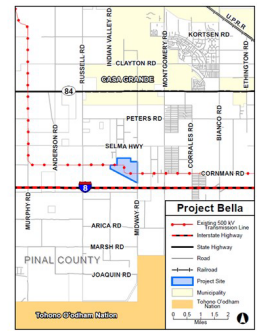 U.P.R.R
KORTSEN RD
INDIAN VALLEY RD
MONTGOMERY RD
ETHINGTON RD
RUSSELL RD
CLAYTON RD
CASA GRANDE
84
PETERS RD
BIANCO RD
SELMA HWY
ANDERSON RD
CORRALES RD
CORNMAN RD
8
MURPHY RD
MIDWAY RD
ARICA RD
MARSH RD
PINAL COUNTY
JOAQUIN RD
Tohono O'odham
Nation
Project Bella
Existing 500 kV
Transmission Line
Interstate Highway
State Highway
Road
Railroad
Project Site
Municipality
Tohono O'odham
Nation
0 0.5 1 1.5 2
Miles